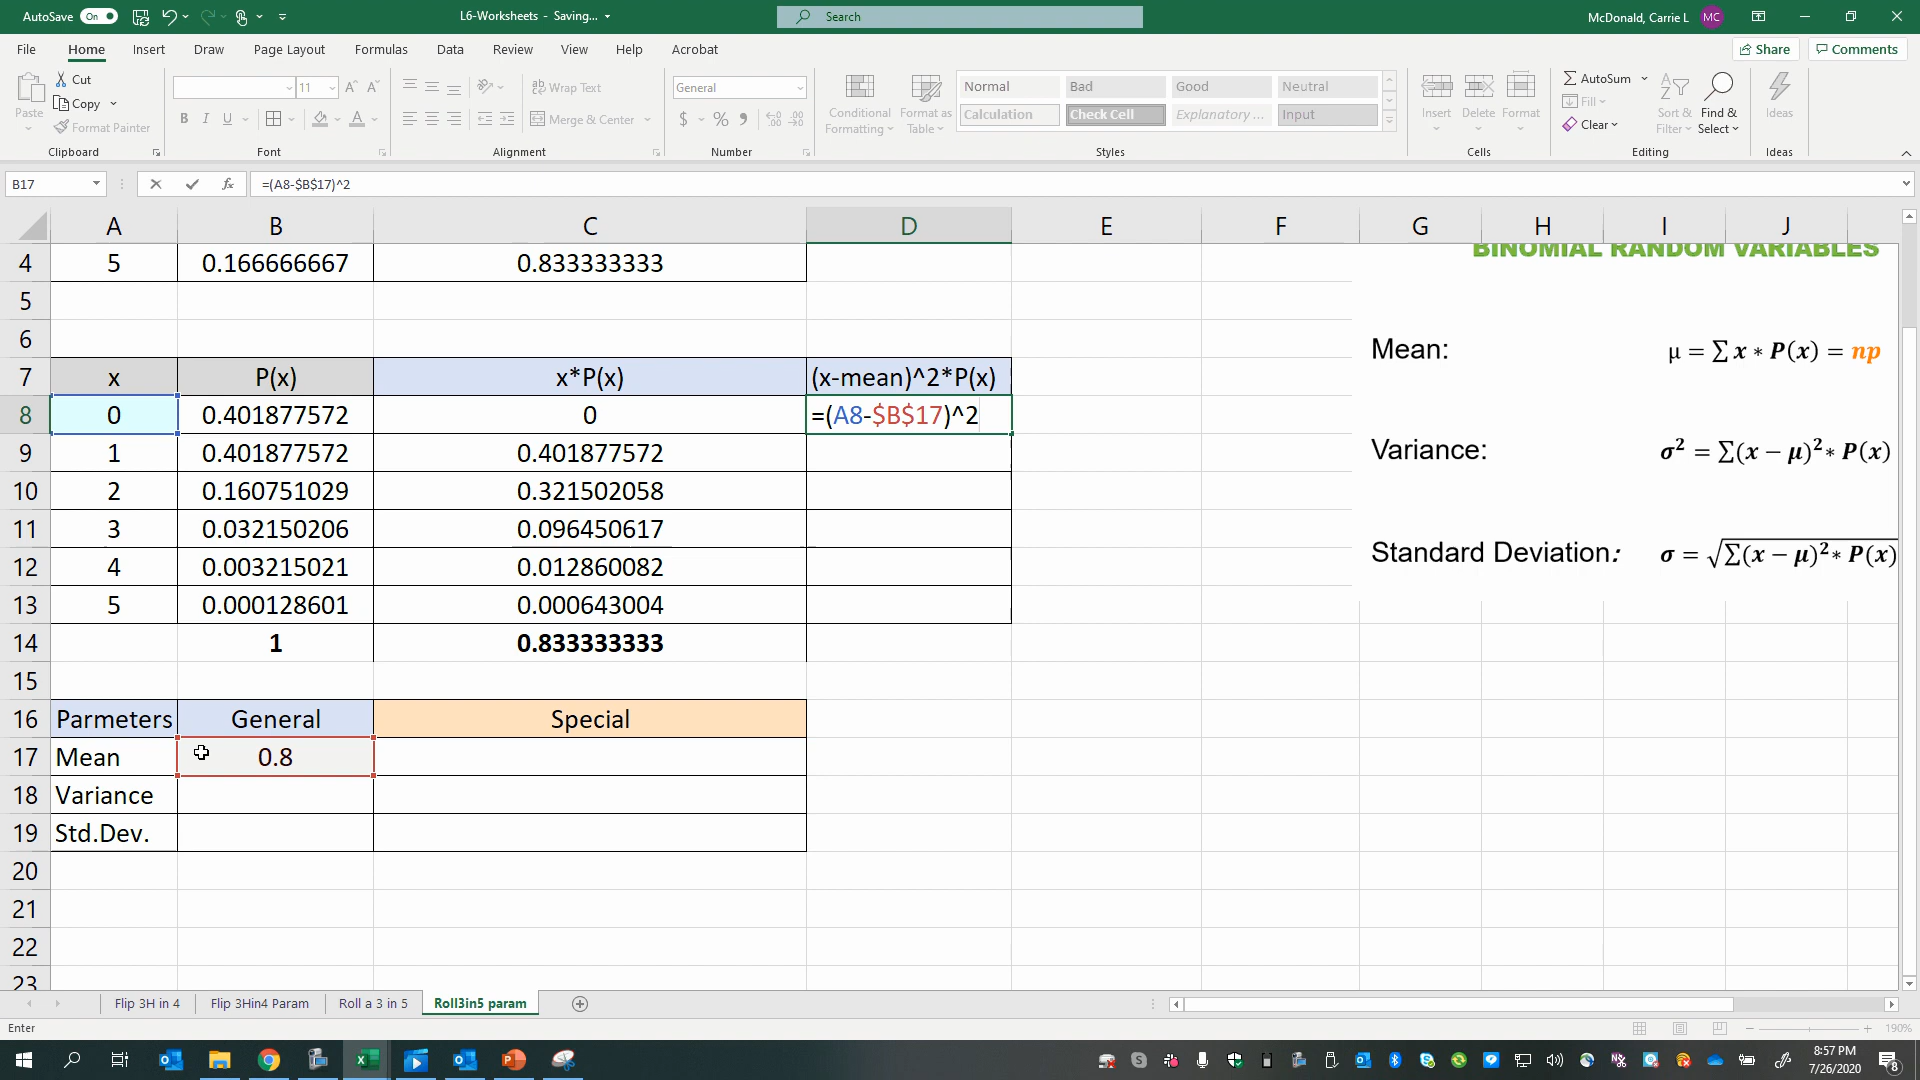 AutoSave On L6-Worksheets - Saving... Search McDonald, Carrie L MC
File Home Insert Draw Page Layout Formulas Data Review View Help Acrobat Share Comments
Paste Cut Copy Format Painter
11 General
Wrap Text Merge & Center
Conditional Formatting Format as Table
Normal Bad Good Neutral
Calculation Check Cell Explanatory ... Input
Insert Delete Format
AutoSum Fill Clear
Sort & Filter Find & Select Ideas
Clipboard Font Alignment Number Styles Cells Editing Ideas
B17 fx =(A8-$B$17)^2
A B C D E F G H I J
4 5 0.166666667 0.833333333
5
6
7 x P(x) x*P(x) (x-mean)^2*P(x)
8 0 0.401877572 0 =(A8-$B$17)^2
9 1 0.401877572 0.401877572
10 2 0.160751029 0.321502058
11 3 0.032150206 0.096450617
12 4 0.003215021 0.012860082
13 5 0.000128601 0.000643004
14 1 0.833333333
15
16 Parmeters General Special
17 Mean 0.8
18 Variance
19 Std.Dev.
20
21
22
23
BINOMIAL RANDOM VARIABLES
Mean: μ = ∑ x * P(x) = np
Variance: σ² = ∑(x − μ)² * P(x)
Standard Deviation: σ = √∑(x − μ)² * P(x)
Flip 3H in 4 Flip 3Hin4 Param Roll a 3 in 5 Roll3in5 param
Enter 190%
8:57 PM
7/26/2020
8